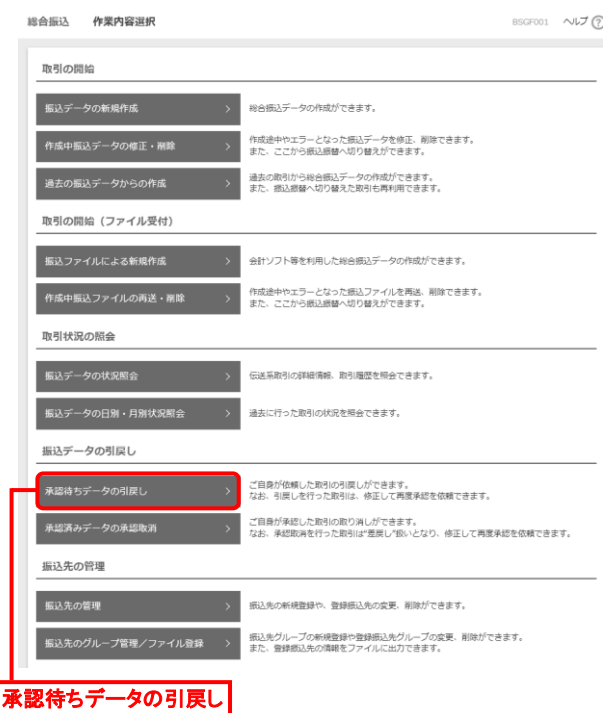 総合振込 作業内容選択 BSGF001 ヘルプ ?
取引の開始
振込データの新規作成 > 総合振込データの作成ができます。
作成中振込データの修正・削除 > 作成途中やエラーとなった振込データを修正、削除できます。
また、ここから振込振替へ切り替えができます。
過去の振込データからの作成 > 過去の取引から総合振込データの作成ができます。
また、振込振替へ切り替えた取引も再利用できます。
取引の開始（ファイル受付）
振込ファイルによる新規作成 > 会計ソフト等を利用した総合振込データの作成ができます。
作成中振込ファイルの再送・削除 > 作成途中やエラーとなった振込ファイルを再送、削除できます。
また、ここから振込振替へ切り替えができます。
取引状況の照会
振込データの状況照会 > 伝送系取引の詳細情報、取引履歴を照会できます。
振込データの日別・月別状況照会 > 過去に行った取引の状況を照会できます。
振込データの引戻し
承認待ちデータの引戻し > ご自身が依頼した取引の引戻しができます。
なお、引戻しを行った取引は、修正して再度承認を依頼できます。
承認済みデータの承認取消 > ご自身が承認した取引の取り消しができます。
なお、承認取消を行った取引は"差戻し"扱いとなり、修正して再度承認を依頼できます。
振込先の管理
振込先の管理 > 振込先の新規登録や、登録振込先の変更、削除ができます。
振込先のグループ管理／ファイル登録 > 振込先グループの新規登録や登録振込先グループの変更、削除ができます。
また、登録振込先の情報をファイルに出力できます。
承認待ちデータの引戻し